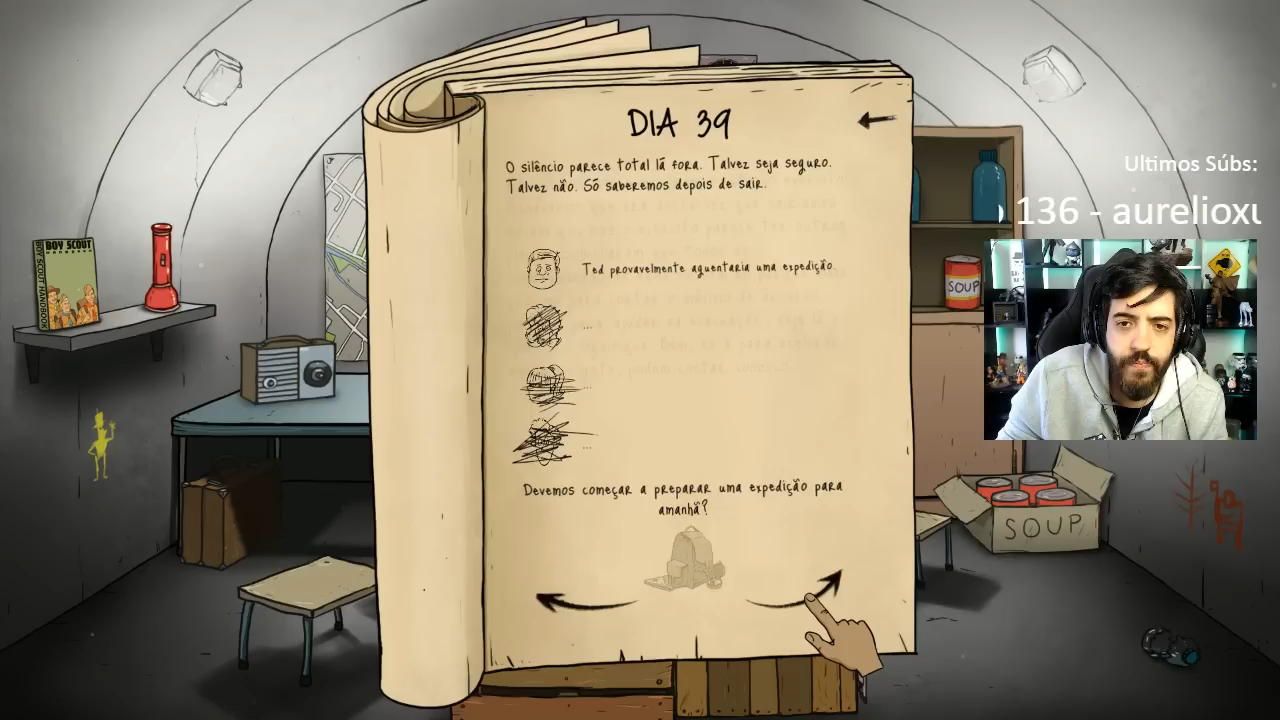 DIA 39
O silêncio parece total lá fora. Talvez seja seguro.
Talvez não. Só saberemos depois de sair.
Ted provavelmente aguentaria uma expedição.
...
...
...
Devemos começar a preparar uma expedição para
amanhã?
Ultimos Súbs:
136 - aurelioxu
BOY SCOUT
BOY SCOUT HANDBOOK
SOUP
SOUP